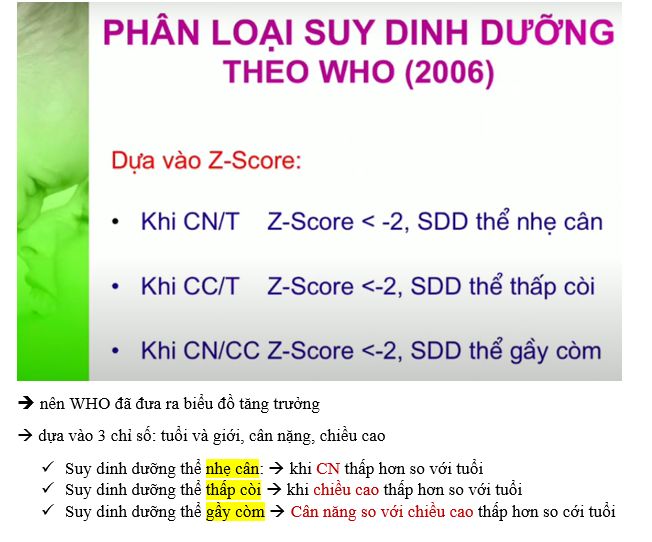 PHÂN LOẠI SUY DINH DƯỠNG
THEO WHO (2006)
Dựa vào Z-Score:
• Khi CN/T Z-Score < -2, SDD thể nhẹ cân
• Khi CC/T Z-Score <-2, SDD thể thấp còi
• Khi CN/CC Z-Score <-2, SDD thể gầy còm
→ nên WHO đã đưa ra biểu đồ tăng trưởng
→ dựa vào 3 chỉ số: tuổi và giới, cân nặng, chiều cao
✓ Suy dinh dưỡng thể nhẹ cân: → khi CN thấp hơn so với tuổi
✓ Suy dinh dưỡng thể thấp còi → khi chiều cao thấp hơn so với tuổi
✓ Suy dinh dưỡng thể gầy còm → Cân năng so với chiều cao thấp hơn so cới tuổi